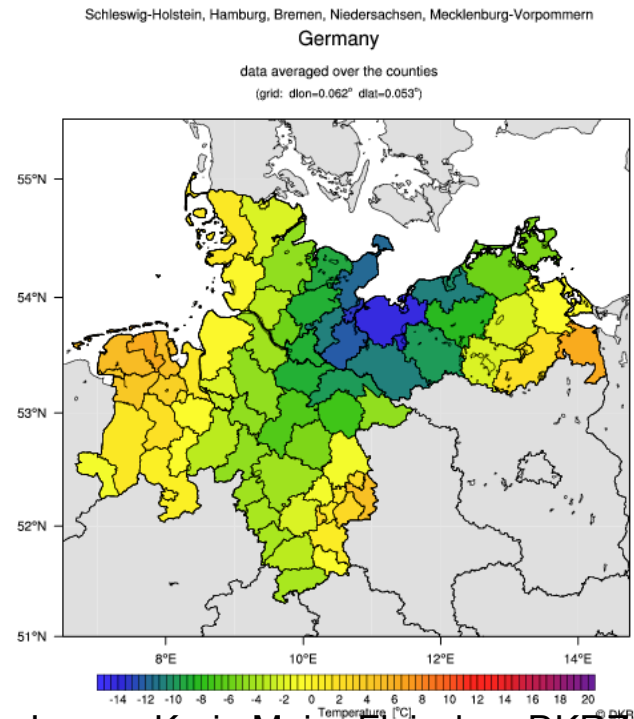 Schleswig-Holstein, Hamburg, Bremen, Niedersachsen, Mecklenburg-Vorpommern
Germany
data averaged over the counties
(grid: dlon=0.062° dlat=0.053°)
55°N
54°N
53°N
52°N
51°N
8°E 10°E 12°E 14°E
-14 -12 -10 -8 -6 -4 -2 0 2 4 6 8 10 12 14 16 18 20
Temperature [°C]
© DKR